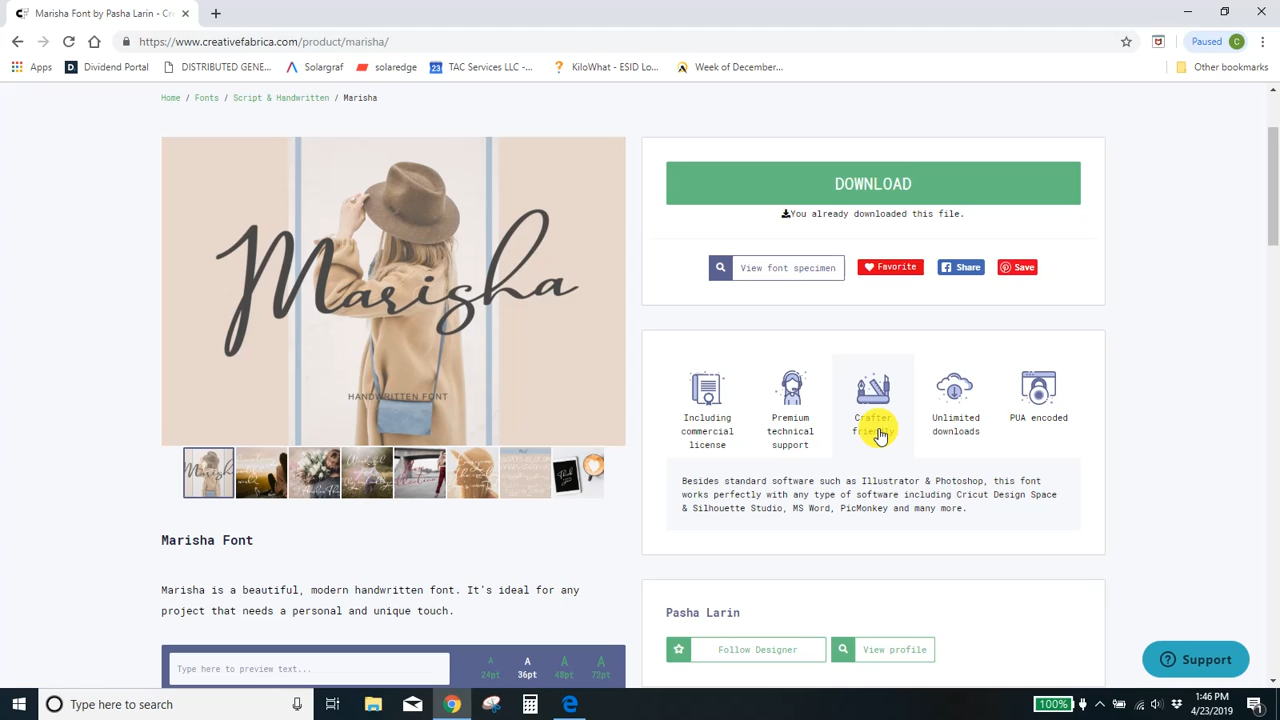 Marisha Font by Pasha Larin - Cr
https://www.creativefabrica.com/product/marisha/
Paused
C
Apps
Dividend Portal
DISTRIBUTED GENE...
Solargraf
solaredge
23
TAC Services LLC -...
KiloWhat - ESID Lo...
Week of December...
Other bookmarks
Home / Fonts / Script & Handwritten / Marisha
Marisha
HANDWRITTEN FONT
DOWNLOAD
You already downloaded this file.
View font specimen
Favorite
Share
Save
Including commercial license
Premium technical support
Crafter
Unlimited downloads
PUA encoded
Besides standard software such as Illustrator & Photoshop, this font
works perfectly with any type of software including Cricut Design Space
& Silhouette Studio, MS Word, PicMonkey and many more.
Marisha Font
Marisha is a beautiful, modern handwritten font. It's ideal for any
project that needs a personal and unique touch.
Type here to preview text...
A
24pt
A
36pt
A
48pt
A
72pt
Pasha Larin
Follow Designer
View profile
Support
Type here to search
100%
1:46 PM
4/23/2019